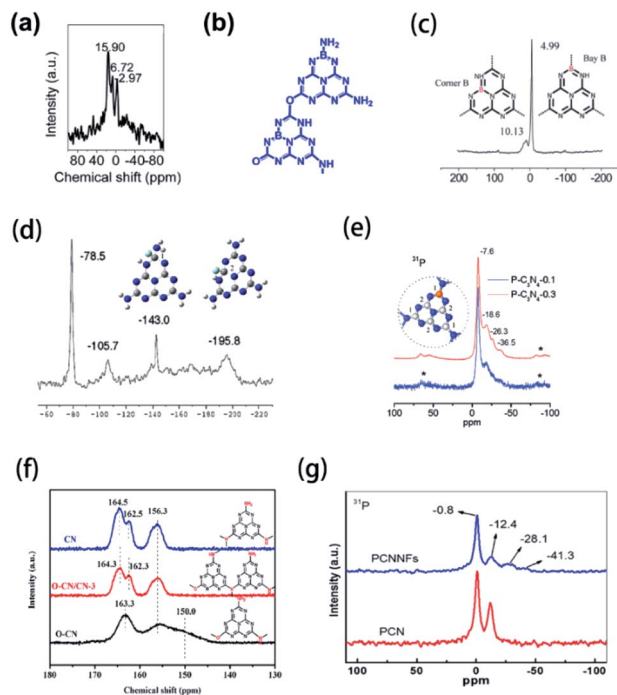 (a)
15.90
6.72
-2.97
Intensity (a.u.)
80 40 0 -40 -80
Chemical shift (ppm)
(b)
NH₂
B
N N
N N N
N N NH₂
O
N NH
B N N
N N N
O N N NH
(c)
4.99
Corner B
Bay B
10.13
200 100 0 -100 -200
(d)
-78.5
-105.7
-143.0
-195.8
1
2
-60 -80 -100 -120 -140 -160 -180 -200 -220
(e)
³¹P
P-C₃N₄-0.1
P-C₃N₄-0.3
-7.6
-18.6
-26.3
-36.5
* *
* *
100 50 0 -50 -100
ppm
(f)
164.5
162.5
156.3
CN
164.3
162.3
O-CN/CN-3
163.3
150.0
O-CN
Intensity (a.u.)
180 170 160 150 140 130 120 110 100
Chemical shift (ppm)
(g)
³¹P
-0.8
-12.4
-28.1
-41.3
PCNNFs
PCN
Intensity (a.u.)
100 50 0 -50 -100
ppm